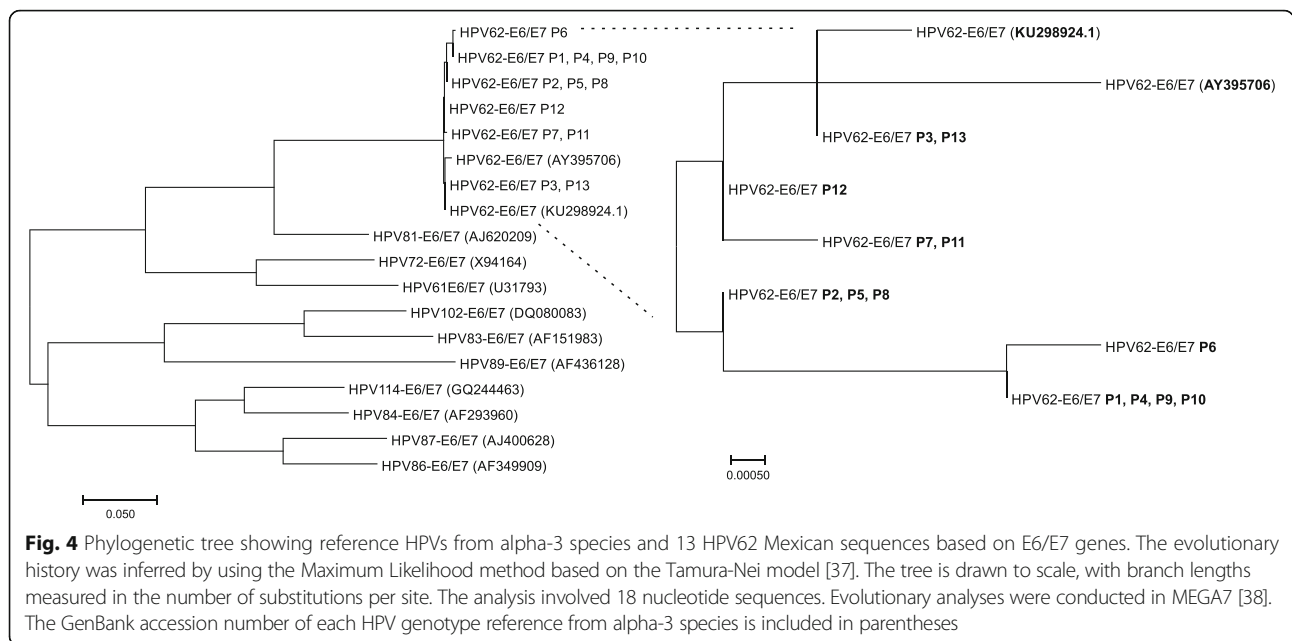 HPV62-E6/E7 P6
HPV62-E6/E7 P1, P4, P9, P10
HPV62-E6/E7 P2, P5, P8
HPV62-E6/E7 P12
HPV62-E6/E7 P7, P11
HPV62-E6/E7 (AY395706)
HPV62-E6/E7 P3, P13
HPV62-E6/E7 (KU298924.1)
HPV81-E6/E7 (AJ620209)
HPV72-E6/E7 (X94164)
HPV61E6/E7 (U31793)
HPV102-E6/E7 (DQ080083)
HPV83-E6/E7 (AF151983)
HPV89-E6/E7 (AF436128)
HPV114-E6/E7 (GQ244463)
HPV84-E6/E7 (AF293960)
HPV87-E6/E7 (AJ400628)
HPV86-E6/E7 (AF349909)
0.050
HPV62-E6/E7 (KU298924.1)
HPV62-E6/E7 (AY395706)
HPV62-E6/E7 P3, P13
HPV62-E6/E7 P12
HPV62-E6/E7 P7, P11
HPV62-E6/E7 P2, P5, P8
HPV62-E6/E7 P6
HPV62-E6/E7 P1, P4, P9, P10
0.00050
Fig. 4 Phylogenetic tree showing reference HPVs from alpha-3 species and 13 HPV62 Mexican sequences based on E6/E7 genes. The evolutionary
history was inferred by using the Maximum Likelihood method based on the Tamura-Nei model [37]. The tree is drawn to scale, with branch lengths
measured in the number of substitutions per site. The analysis involved 18 nucleotide sequences. Evolutionary analyses were conducted in MEGA7 [38].
The GenBank accession number of each HPV genotype reference from alpha-3 species is included in parentheses